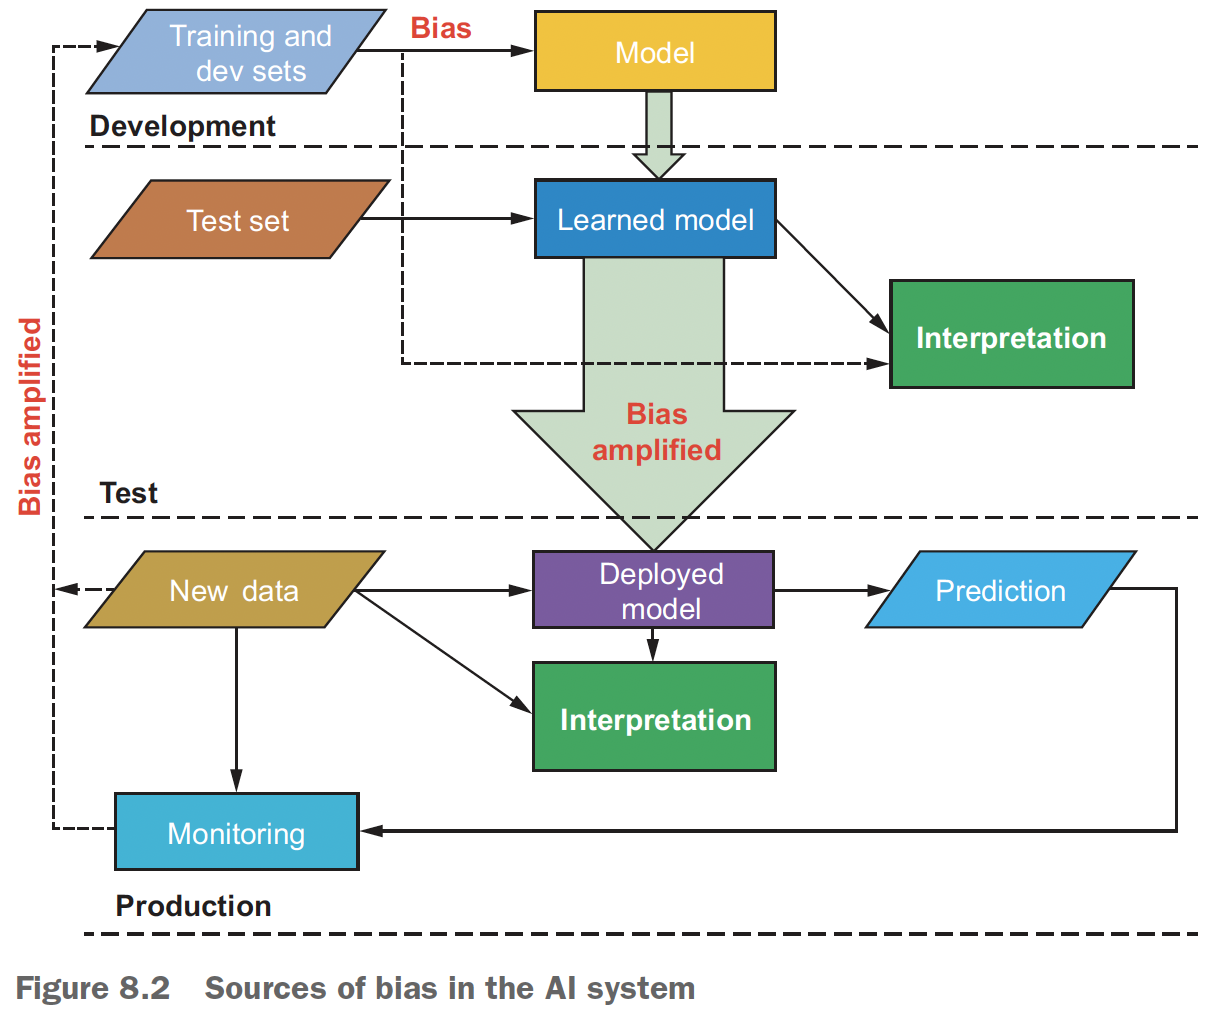 Training and
dev sets
Bias
Model
Development
Test set
Learned model
Interpretation
Bias amplified
Bias
amplified
Test
New data
Deployed
model
Prediction
Interpretation
Monitoring
Production
Figure 8.2 Sources of bias in the AI system